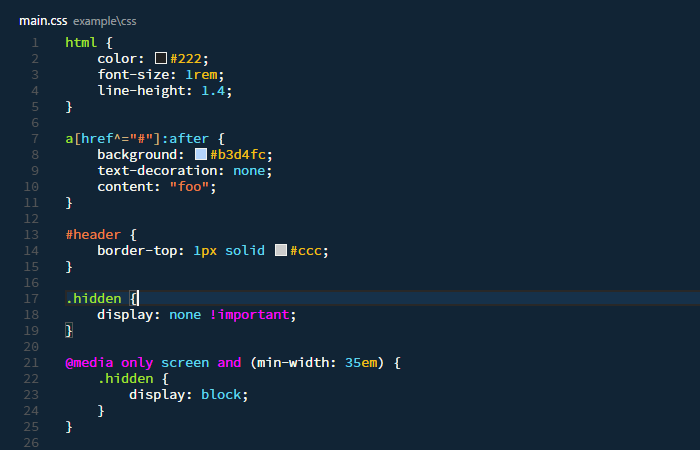 main.css example\css
1 html {
2     color: #222;
3     font-size: 1rem;
4     line-height: 1.4;
5 }
6
7 a[href^="#"]:after {
8     background: #b3d4fc;
9     text-decoration: none;
10     content: "foo";
11 }
12
13 #header {
14     border-top: 1px solid #ccc;
15 }
16
17 .hidden {
18     display: none !important;
19 }
20
21 @media only screen and (min-width: 35em) {
22     .hidden {
23         display: block;
24     }
25 }
26